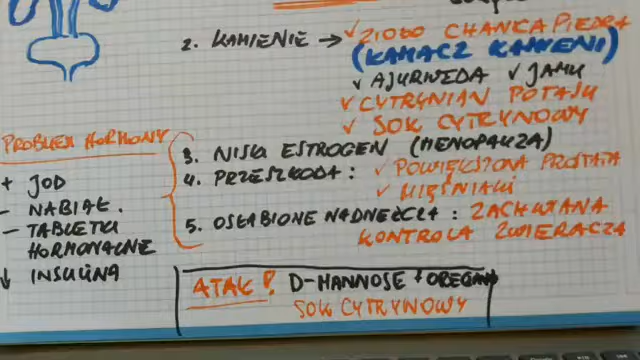 2. KAMIENIE → ✓ ZIOŁO CHANCA PIEDRA
(ŁAMACZ KAMIENI)
✓ AJURWEDA ✓ JAMU
✓ CYTRYNIAN POTASU
✓ SOK CYTRYNOWY
PROBLEM HORMONY
+ JOD
- NABIAŁ.
- TABLETKI
HORMONALNE
↓ INSULINA
3. NISKI ESTROGEN (MENOPAUZA)
4. PRZESZKODA: ✓ POWIĘKSZONA PROSTATA
✓ MIĘŚNIAKI
5. OSŁABIONE NADNERCZA: ZACHWIANA
KONTROLA ZWIERACZA
ATAK! D-MANNOSE + OREGANO
SOK CYTRYNOWY